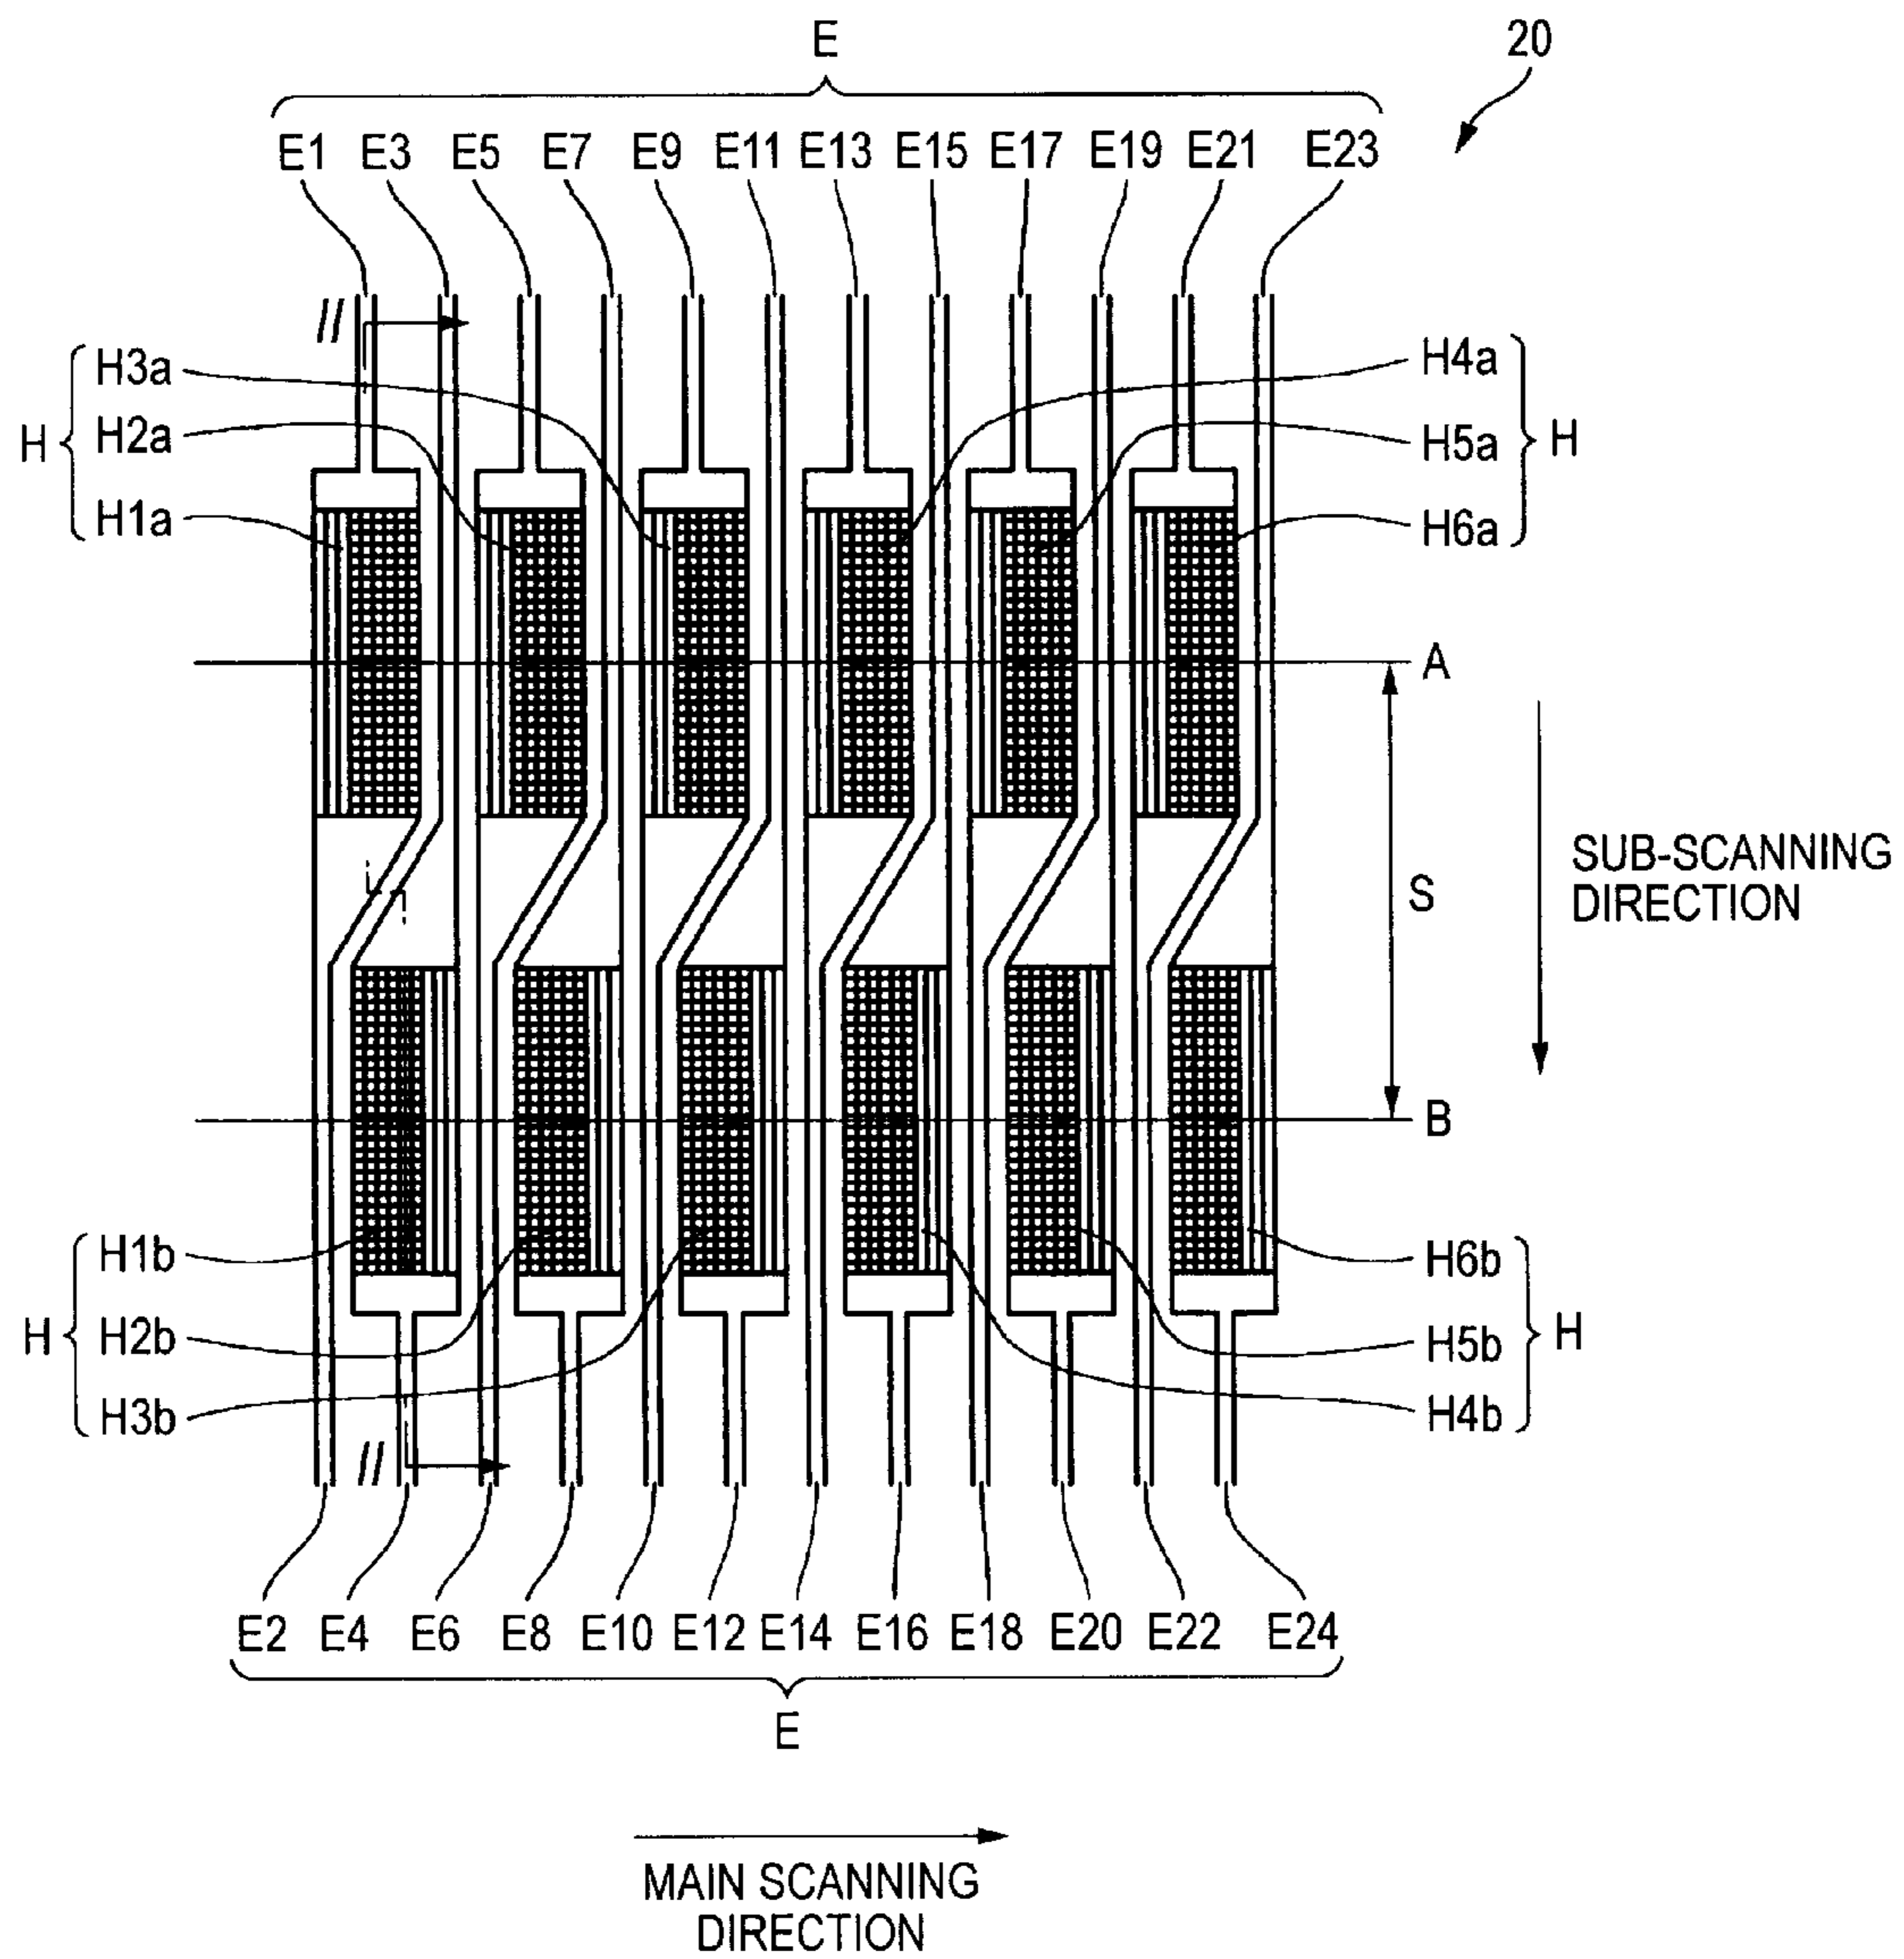 E
20
E1 E3 E5 E7 E9 E11 E13 E15 E17 E19 E21 E23
II
H3a
H2a
H1a
H
H4a
H5a
H6a
H
A
S
B
SUB-SCANNING
DIRECTION
H1b
H2b
H3b
H
H6b
H5b
H4b
H
II
E2 E4 E6 E8 E10 E12 E14 E16 E18 E20 E22 E24
E
MAIN SCANNING
DIRECTION